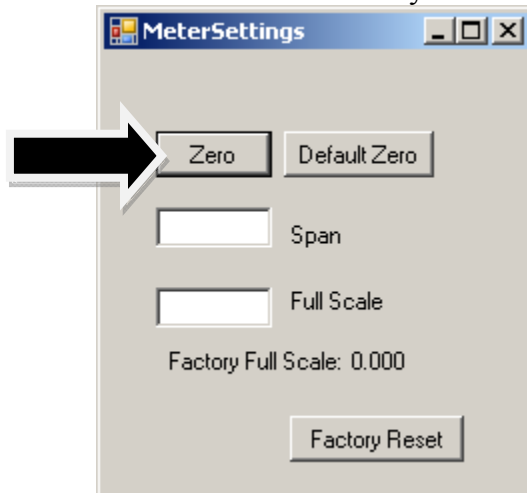 MeterSettings
Zero Default Zero
Span
Full Scale
Factory Full Scale: 0.000
Factory Reset